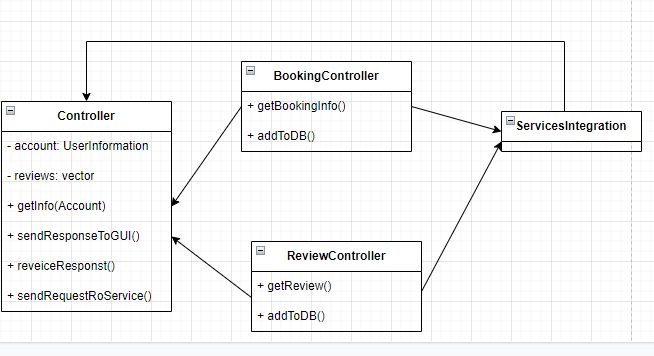 Controller
- account: UserInformation
- reviews: vector
+ getInfo(Account)
+ sendResponseToGUI()
+ reveiceResponst()
+ sendRequestRoService()
BookingController
+ getBookingInfo()
+ addToDB()
ReviewController
+ getReview()
+ addToDB()
ServicesIntegration